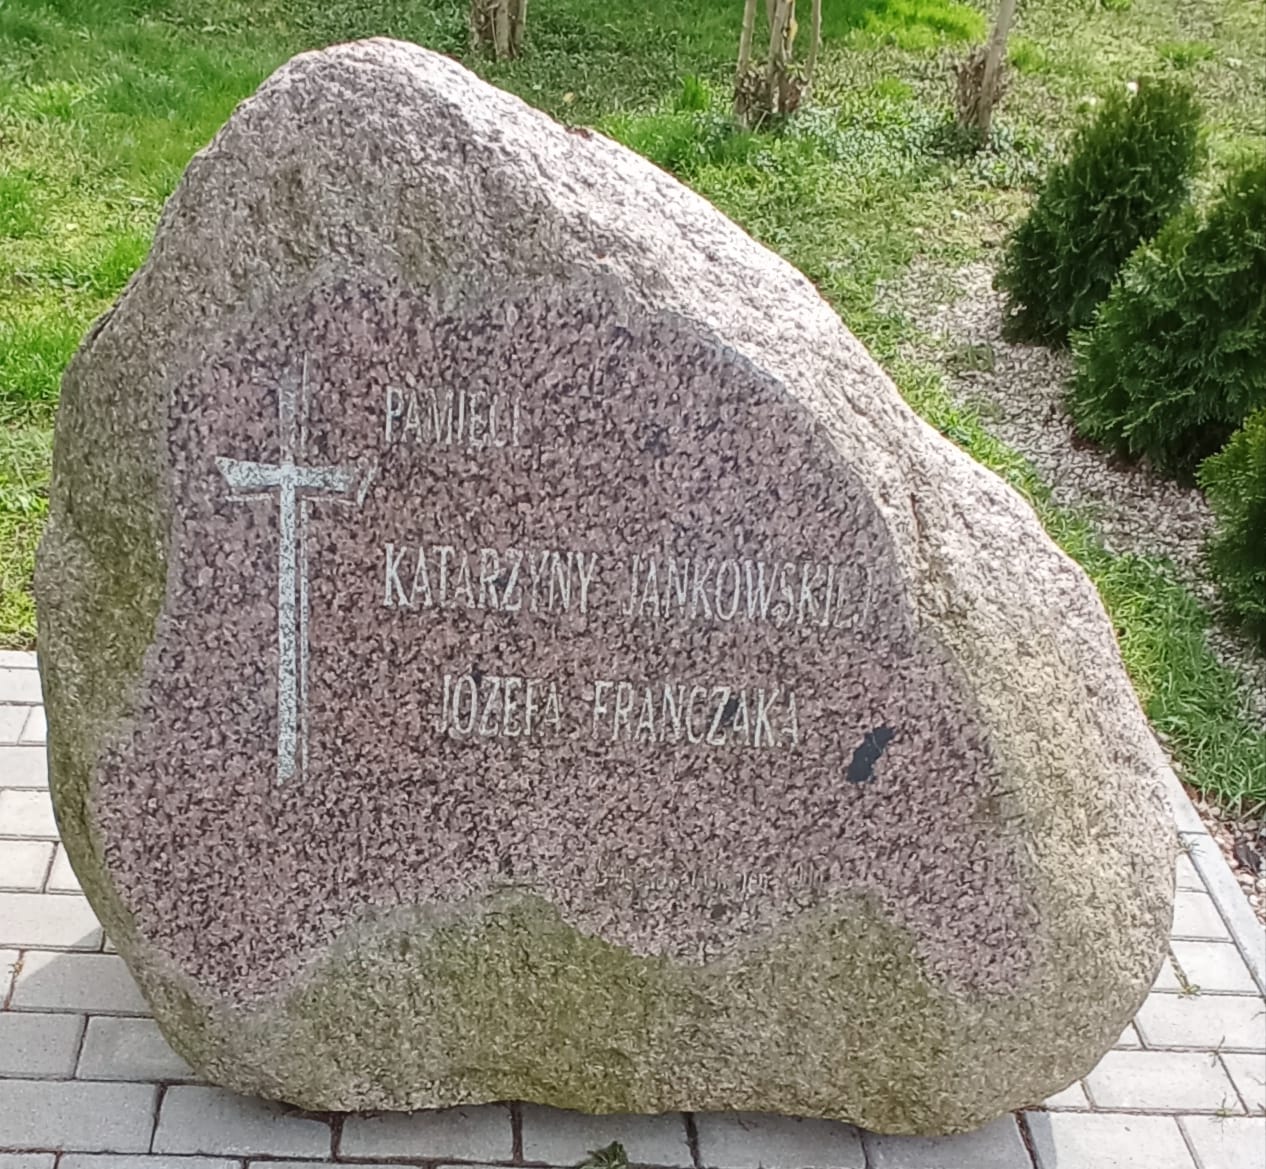 PAMIĘCI
KATARZYNY JANKOWSKIEJ
JÓZEFA FRANCZAKA